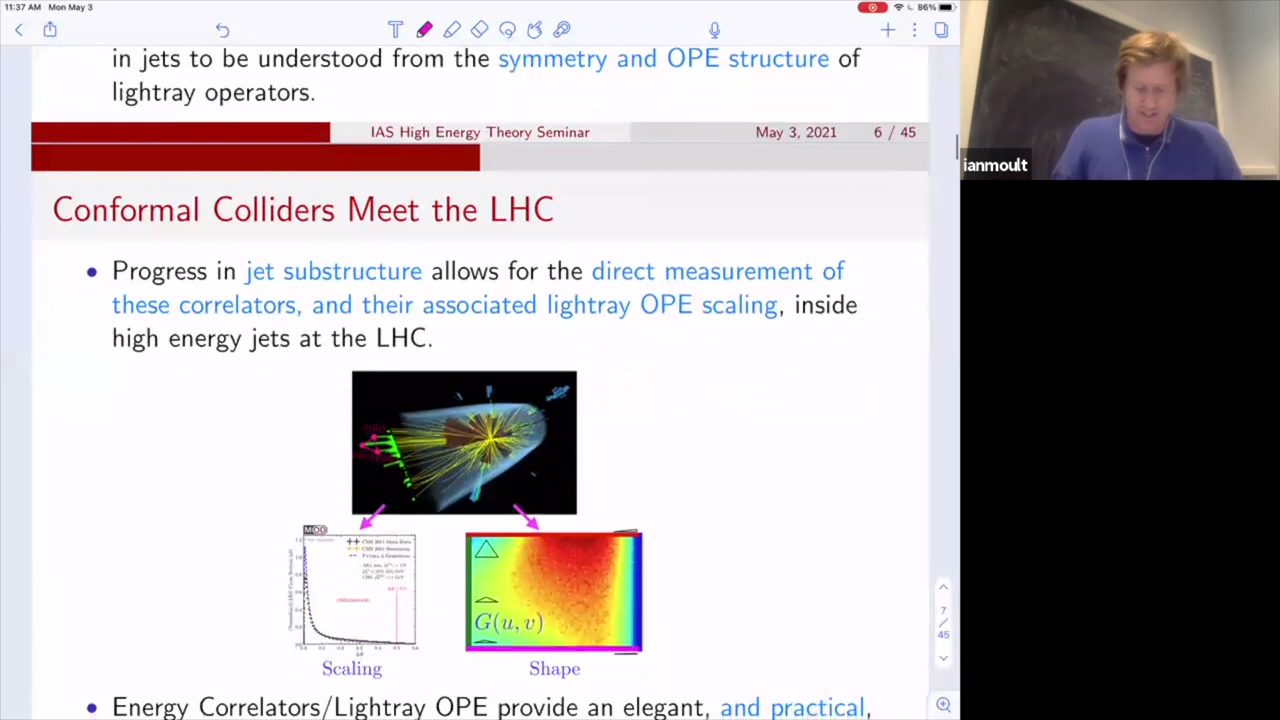 11:37 AM Mon May 3
86%
in jets to be understood from the symmetry and OPE structure of
lightray operators.
IAS High Energy Theory Seminar May 3, 2021 6 / 45
ianmoult
Conformal Colliders Meet the LHC
• Progress in jet substructure allows for the direct measurement of
these correlators, and their associated lightray OPE scaling, inside
high energy jets at the LHC.
MOD
G(u, v)
Scaling Shape
7
/
45
• Energy Correlators/Lightray OPE provide an elegant, and practical,